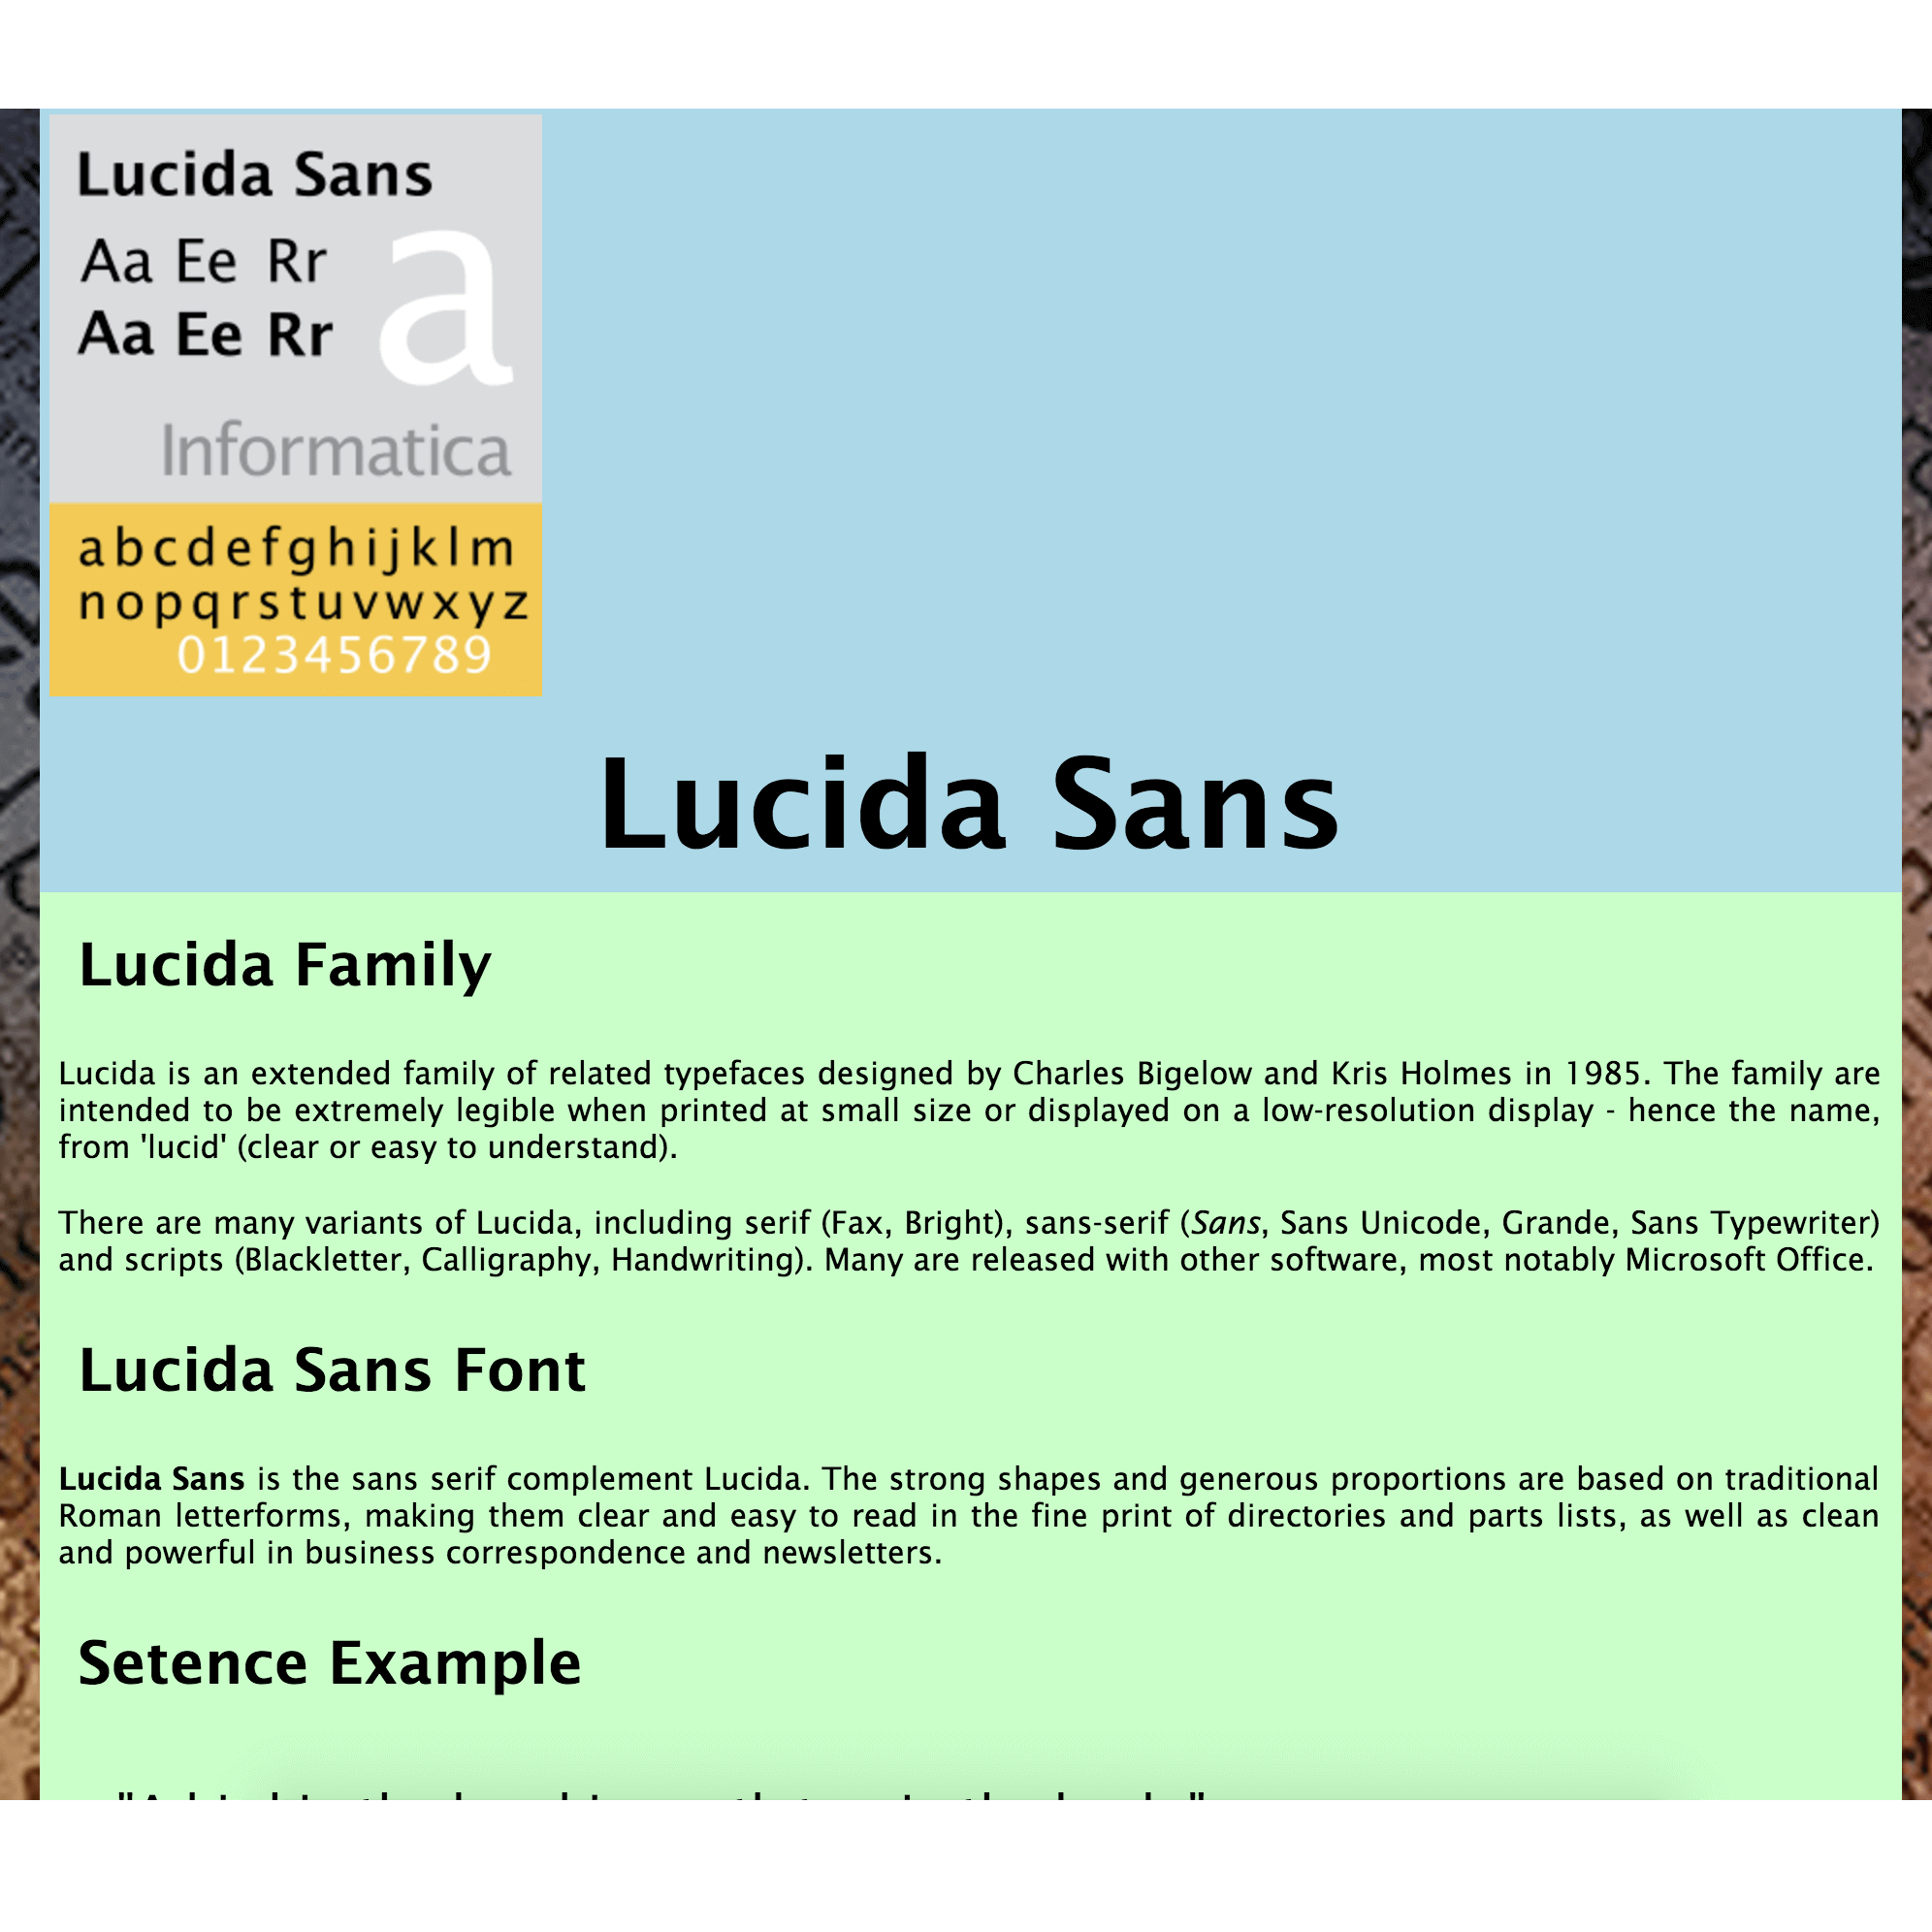 Lucida Sans
Aa Ee Rr
Aa Ee Rr
a
Informatica
abcdefghijklm
nopqrstuvwxyz
0123456789
Lucida Sans
Lucida Family
Lucida is an extended family of related typefaces designed by Charles Bigelow and Kris Holmes in 1985. The family are
intended to be extremely legible when printed at small size or displayed on a low-resolution display - hence the name,
from 'lucid' (clear or easy to understand).
There are many variants of Lucida, including serif (Fax, Bright), sans-serif (Sans, Sans Unicode, Grande, Sans Typewriter)
and scripts (Blackletter, Calligraphy, Handwriting). Many are released with other software, most notably Microsoft Office.
Lucida Sans Font
Lucida Sans is the sans serif complement Lucida. The strong shapes and generous proportions are based on traditional
Roman letterforms, making them clear and easy to read in the fine print of directories and parts lists, as well as clean
and powerful in business correspondence and newsletters.
Setence Example